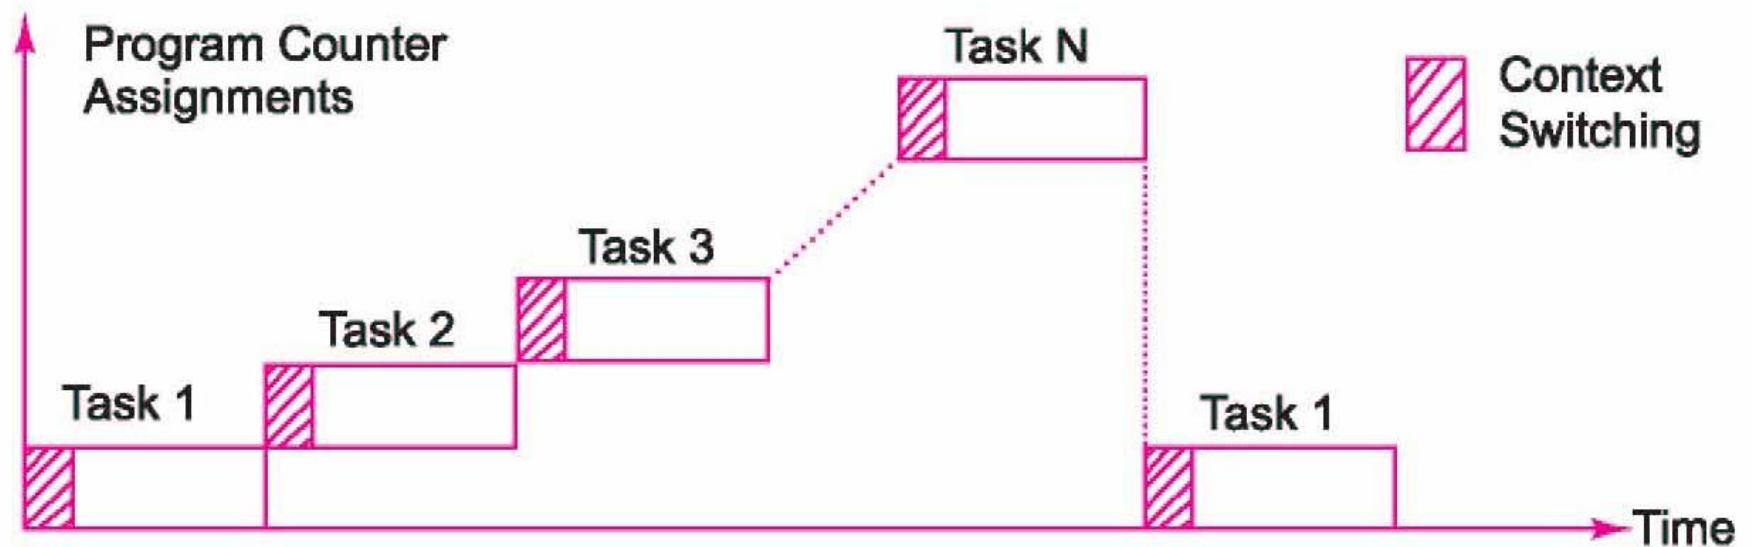 Program Counter
Assignments
Task N
Context
Switching
Task 3
Task 2
Task 1
Task 1
Time